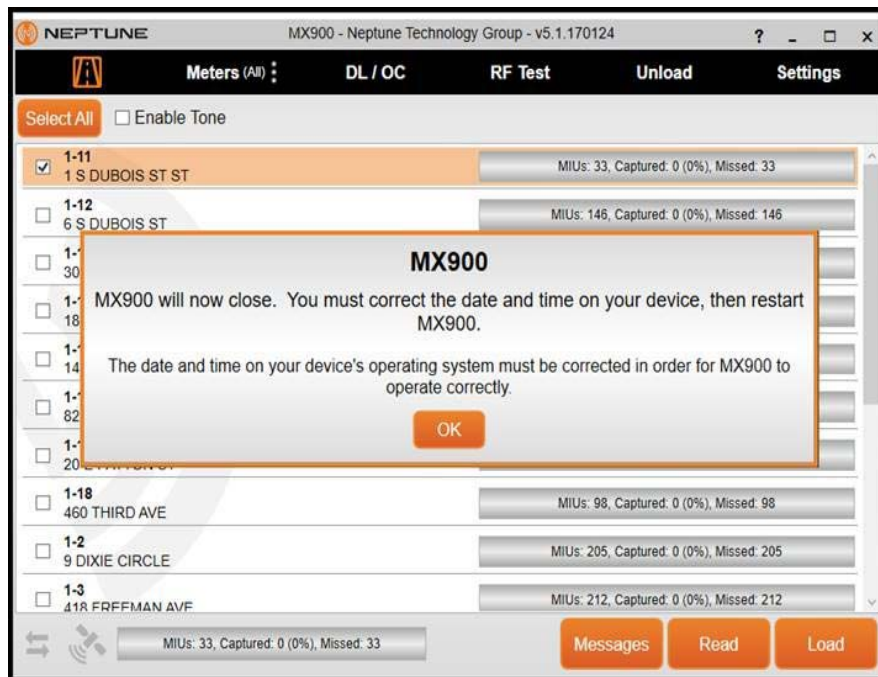 NEPTUNE
MX900 - Neptune Technology Group - v5.1.170124
?
Meters (All)
DL / OC
RF Test
Unload
Settings
Select All
Enable Tone
1-11
1 S DUBOIS ST ST
MIUs: 33, Captured: 0 (0%), Missed: 33
1-12
6 S DUBOIS ST
MIUs: 146, Captured: 0 (0%), Missed: 146
30
18
14
82
20
MX900
MX900 will now close. You must correct the date and time on your device, then restart
MX900.
The date and time on your device's operating system must be corrected in order for MX900 to
operate correctly.
OK
1-18
460 THIRD AVE
MIUs: 98, Captured: 0 (0%), Missed: 98
1-2
9 DIXIE CIRCLE
MIUs: 205, Captured: 0 (0%), Missed: 205
1-3
418 FREEMAN AVE
MIUs: 212, Captured: 0 (0%), Missed: 212
MIUs: 33, Captured: 0 (0%), Missed: 33
Messages
Read
Load